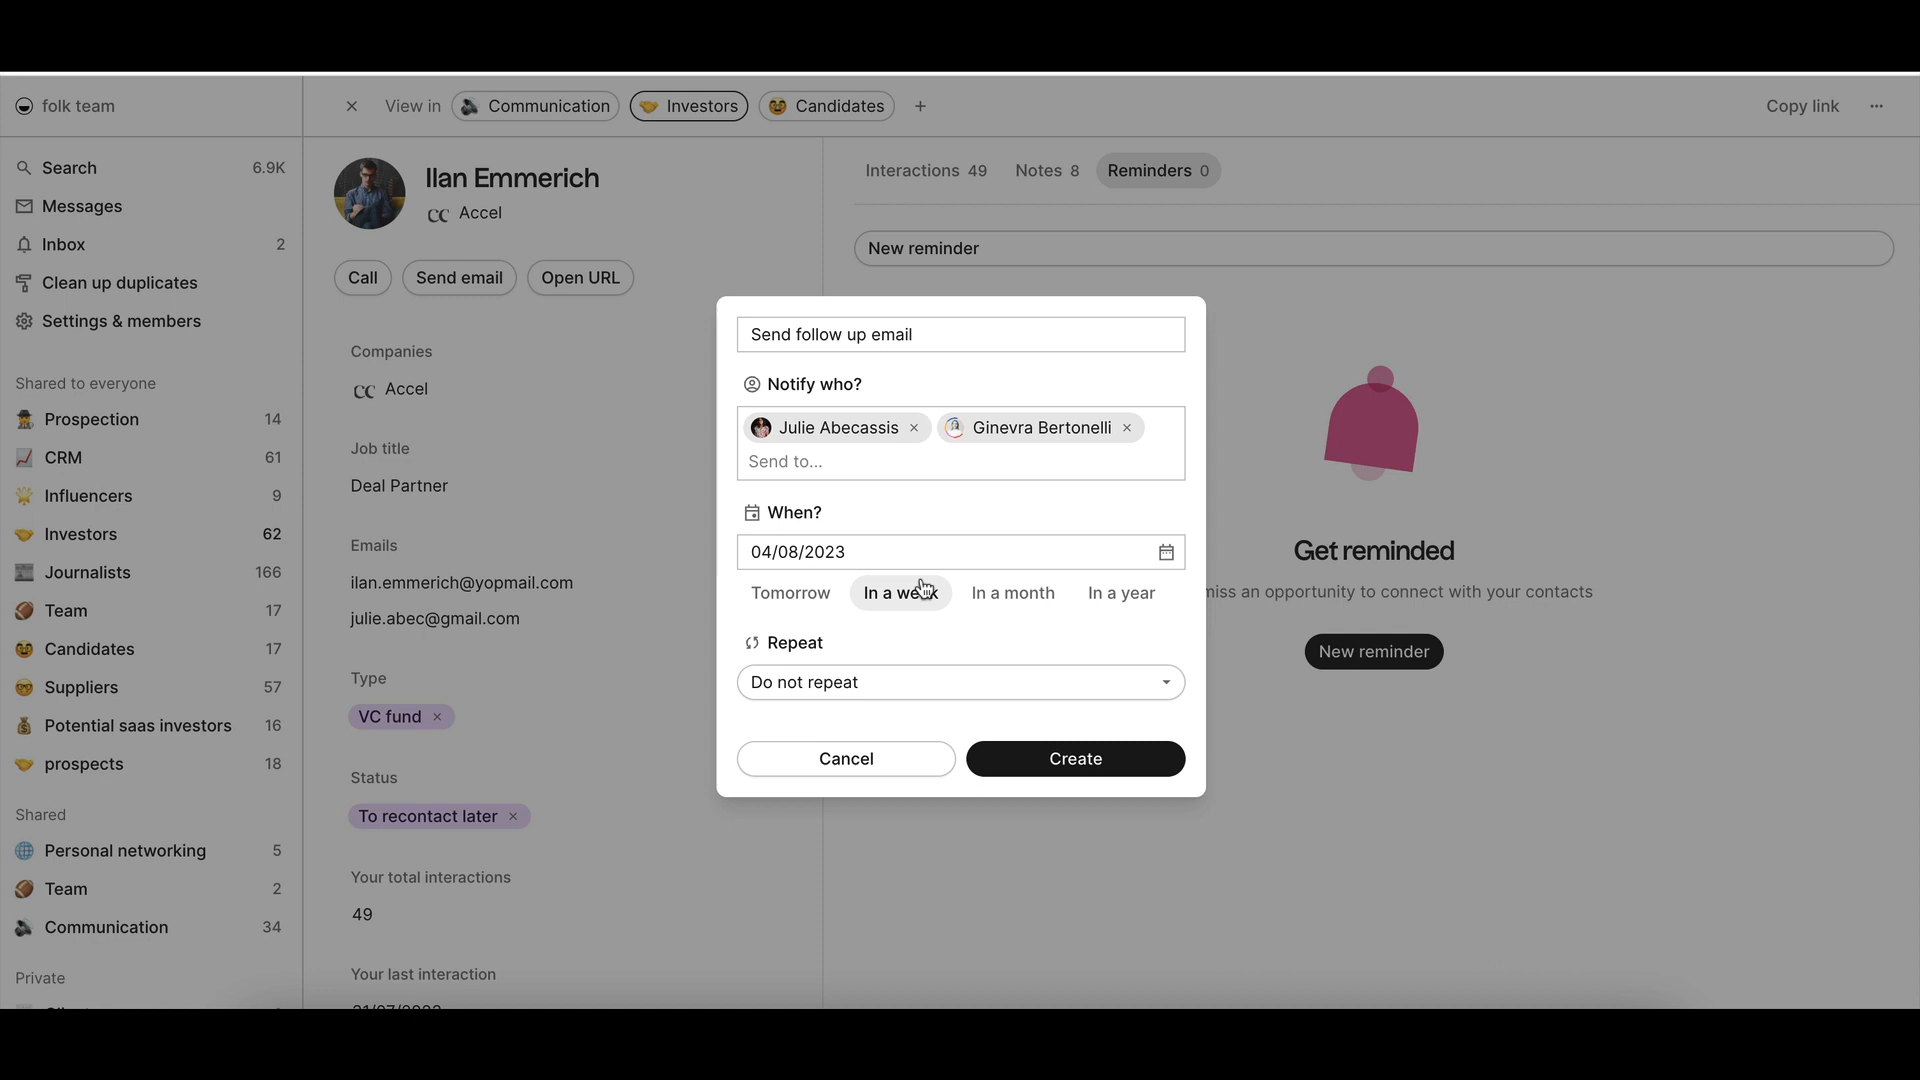 folk team
View in
Communication
Investors
Candidates
Copy link
Search 6.9K
Messages
Inbox 2
Clean up duplicates
Settings & members
Shared to everyone
Prospection 14
CRM 61
Influencers 9
Investors 62
Journalists 166
Team 17
Candidates 17
Suppliers 57
Potential saas investors 16
prospects 18
Shared
Personal networking 5
Team 2
Communication 34
Private
Ilan Emmerich
CC Accel
Call
Send email
Open URL
Companies
CC Accel
Job title
Deal Partner
Emails
ilan.emmerich@yopmail.com
julie.abec@gmail.com
Type
VC fund
Status
To recontact later
Your total interactions
49
Your last interaction
Interactions 49
Notes 8
Reminders 0
New reminder
Send follow up email
Notify who?
Julie Abecassis
Ginevra Bertonelli
Send to...
When?
04/08/2023
Tomorrow
In a week
In a month
In a year
Repeat
Do not repeat
Cancel
Create
Get reminded
miss an opportunity to connect with your contacts
New reminder